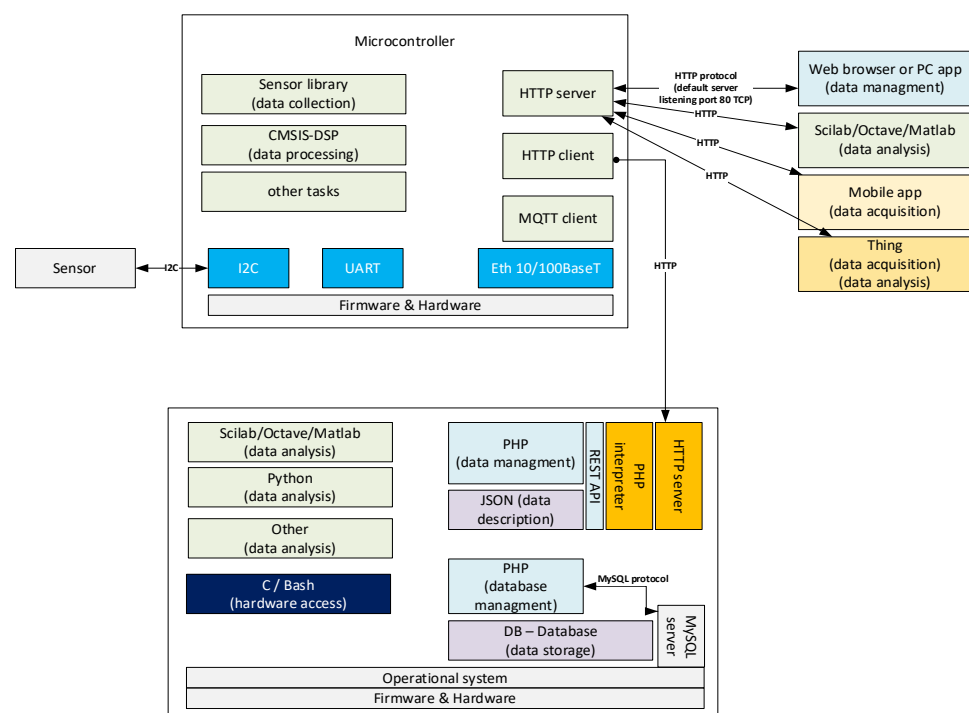 Microcontroller
Sensor library
(data collection)
CMSIS-DSP
(data processing)
other tasks
HTTP server
HTTP client
MQTT client
I2C
UART
Eth 10/100BaseT
Firmware & Hardware
Sensor
I2C
HTTP protocol
(default server
listening port 80 TCP)
HTTP
HTTP
HTTP
HTTP
Web browser or PC app
(data managment)
Scilab/Octave/Matlab
(data analysis)
Mobile app
(data acquisition)
Thing
(data acquisition)
(data analysis)
Scilab/Octave/Matlab
(data analysis)
Python
(data analysis)
Other
(data analysis)
C / Bash
(hardware access)
PHP
(data managment)
JSON (data
description)
REST API
PHP
interpreter
HTTP server
PHP
(database
managment)
MySQL protocol
DB – Database
(data storage)
MySQL
server
Operational system
Firmware & Hardware